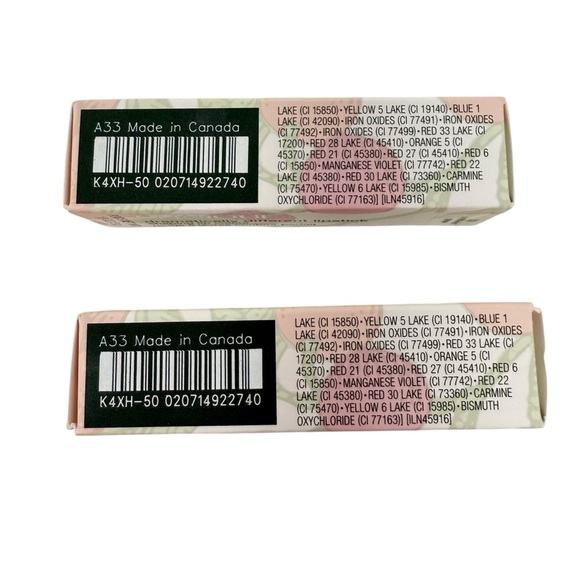 A33 Made in Canada
K4XH-50 020714922740
LAKE (CI 15850)•YELLOW 5 LAKE (CI 19140)•BLUE 1
LAKE (CI 42090)•IRON OXIDES (CI 77491)•IRON OXIDES
(CI 77492)•IRON OXIDES (CI 77499)•RED 33 LAKE (CI
17200)•RED 28 LAKE (CI 45410)•ORANGE 5 (CI
45370)•RED 21 (CI 45380)•RED 27 (CI 45410)•RED 6
(CI 15850)•MANGANESE VIOLET (CI 77742)•RED 22
LAKE (CI 45380)•RED 30 LAKE (CI 73360)•CARMINE
(CI 75470)•YELLOW 6 LAKE (CI 15985)•BISMUTH
OXYCHLORIDE (CI 77163)] [ILN45916]
dramatically different lipstick
A33 Made in Canada
K4XH-50 020714922740
LAKE (CI 15850)•YELLOW 5 LAKE (CI 19140)•BLUE 1
LAKE (CI 42090)•IRON OXIDES (CI 77491)•IRON OXIDES
(CI 77492)•IRON OXIDES (CI 77499)•RED 33 LAKE (CI
17200)•RED 28 LAKE (CI 45410)•ORANGE 5 (CI
45370)•RED 21 (CI 45380)•RED 27 (CI 45410)•RED 6
(CI 15850)•MANGANESE VIOLET (CI 77742)•RED 22
LAKE (CI 45380)•RED 30 LAKE (CI 73360)•CARMINE
(CI 75470)•YELLOW 6 LAKE (CI 15985)•BISMUTH
OXYCHLORIDE (CI 77163)] [ILN45916]